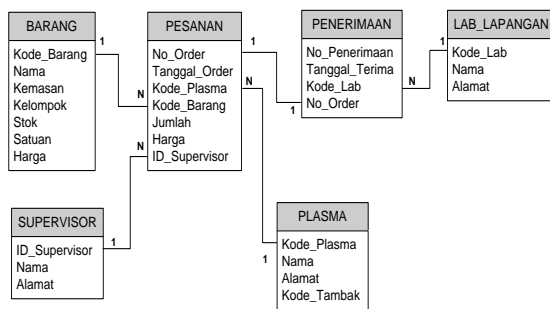 BARANG
Kode_Barang
Nama
Kemasan
Kelompok
Stok
Satuan
Harga
1
N
PESANAN
No_Order
Tanggal_Order
Kode_Plasma
Kode_Barang
Jumlah
Harga
ID_Supervisor
1
N
N
PENERIMAAN
No_Penerimaan
Tanggal_Terima
Kode_Lab
No_Order
1
N
LAB_LAPANGAN
Kode_Lab
Nama
Alamat
1
SUPERVISOR
ID_Supervisor
Nama
Alamat
1
PLASMA
Kode_Plasma
Nama
Alamat
Kode_Tambak
1